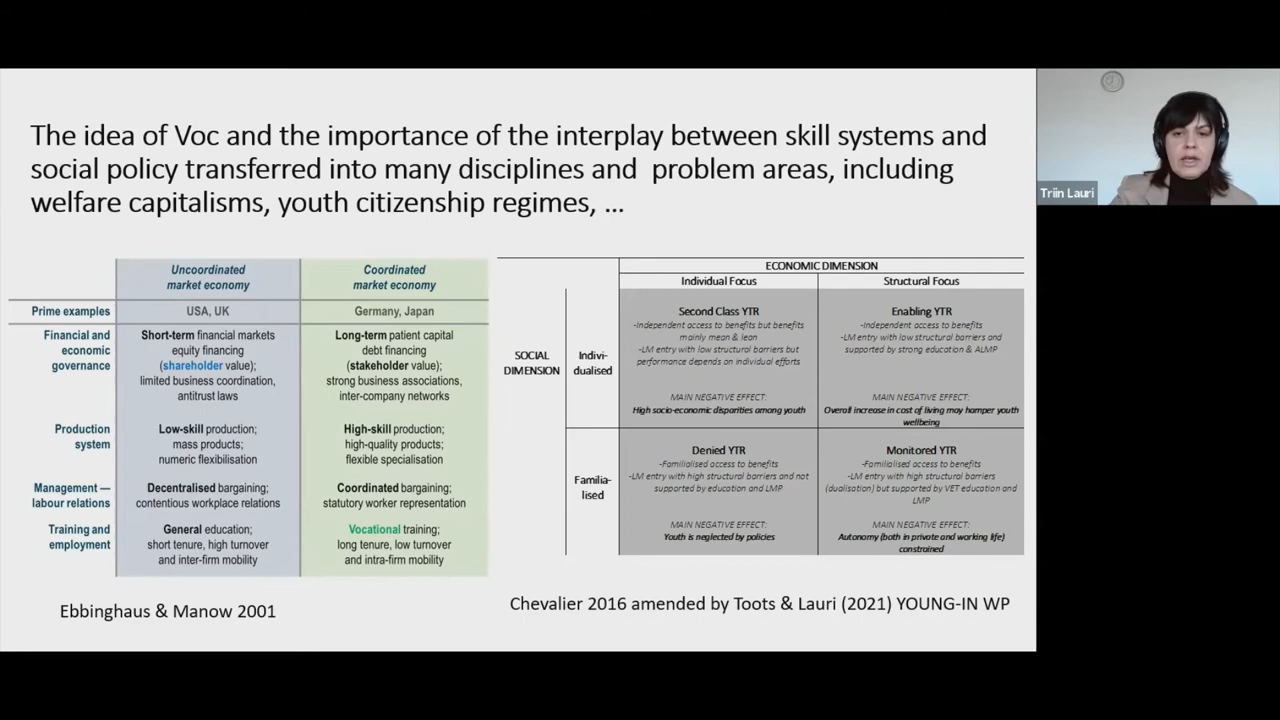 The idea of Voc and the importance of the interplay between skill systems and
social policy transferred into many disciplines and problem areas, including
welfare capitalisms, youth citizenship regimes, ...
Triin Lauri
Uncoordinated
market economy
Coordinated
market economy
Prime examples
USA, UK
Germany, Japan
Financial and
economic
governance
Short-term financial markets
equity financing
(shareholder value);
limited business coordination,
antitrust laws
Long-term patient capital
debt financing
(stakeholder value);
strong business associations,
inter-company networks
Production
system
Low-skill production;
mass products;
numeric flexibilisation
High-skill production;
high-quality products;
flexible specialisation
Management —
labour relations
Decentralised bargaining;
contentious workplace relations
Coordinated bargaining;
statutory worker representation
Training and
employment
General education;
short tenure, high turnover
and inter-firm mobility
Vocational training;
long tenure, low turnover
and intra-firm mobility
Ebbinghaus & Manow 2001
ECONOMIC DIMENSION
Individual Focus
Structural Focus
SOCIAL
DIMENSION
Indivi-
dualised
Second Class YTR
-Independent access to benefits but benefits
mainly mean & lean
-LM entry with low structural barriers but
performance depends on individual efforts
MAIN NEGATIVE EFFECT:
High socio-economic disparities among youth
Enabling YTR
-Independent access to benefits
-LM entry with low structural barriers and
supported by strong education & ALMP
MAIN NEGATIVE EFFECT:
Overall increase in cost of living may hamper youth
wellbeing
Familia-
lised
Denied YTR
-Familialised access to benefits
-LM entry with high structural barriers and not
supported by education and LMP
MAIN NEGATIVE EFFECT:
Youth is neglected by policies
Monitored YTR
-Familialised access to benefits
-LM entry with high structural barriers
(dualisation) but supported by VET education and
LMP
MAIN NEGATIVE EFFECT:
Autonomy (both in private and working life)
constrained
Chevalier 2016 amended by Toots & Lauri (2021) YOUNG-IN WP